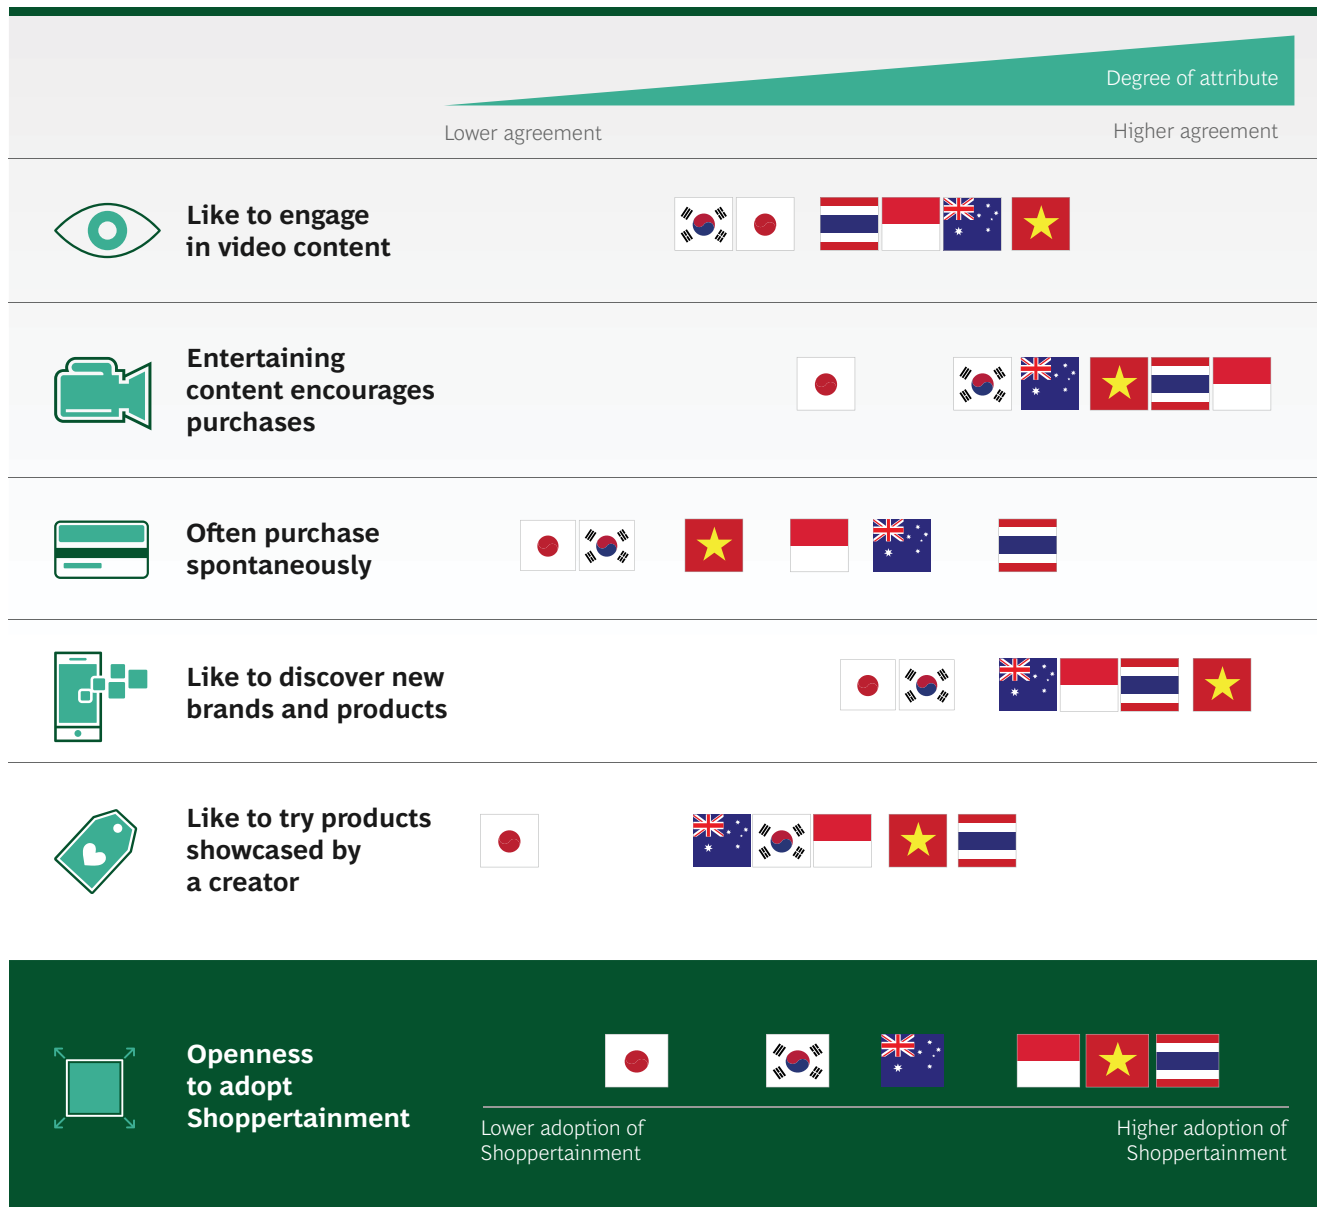 Degree of attribute
Lower agreement
Higher agreement
Like to engage
in video content
Entertaining
content encourages
purchases
Often purchase
spontaneously
Like to discover new
brands and products
Like to try products
showcased by
a creator
Openness
to adopt
Shoppertainment
Lower adoption of
Shoppertainment
Higher adoption of
Shoppertainment